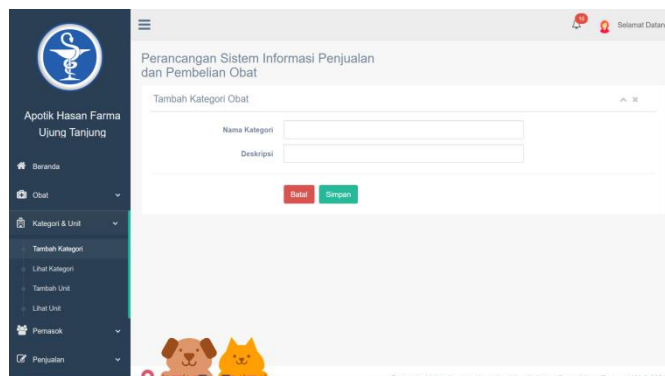 16
Selamat Datan
Perancangan Sistem Informasi Penjualan
dan Pembelian Obat
Apotik Hasan Farma
Ujung Tanjung
Tambah Kategori Obat
Nama Kategori
Deskripsi
Batal
Simpan
Beranda
Obat
Kategori & Unit
Tambah Kategori
Lihat Kategori
Tambah Unit
Lihat Unit
Pemasok
Penjualan